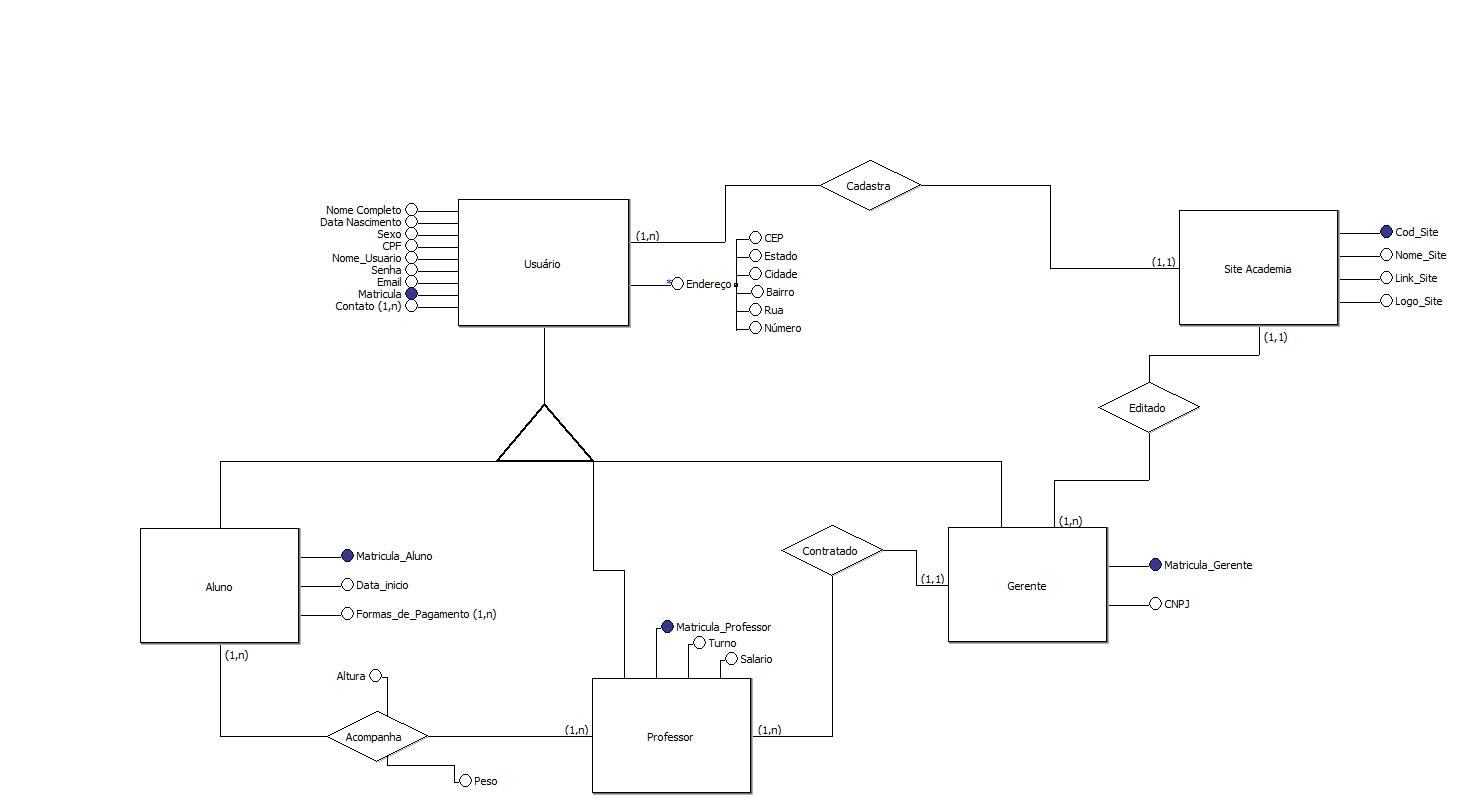 Cadastra
Nome Completo
Data Nascimento
Sexo
CPF
Nome_Usuario
Senha
Email
Matricula
Contato (1,n)
Usuário
(1,n)
Endereço
*
CEP
Estado
Cidade
Bairro
Rua
Número
(1,1)
Site Academia
Cod_Site
Nome_Site
Link_Site
Logo_Site
(1,1)
Editado
(1,n)
Aluno
Matricula_Aluno
Data_inicio
Formas_de_Pagamento (1,n)
(1,n)
Contratado
(1,1)
Gerente
Matricula_Gerente
CNPJ
Matricula_Professor
Turno
Salario
Altura
Acompanha
Peso
(1,n)
Professor
(1,n)